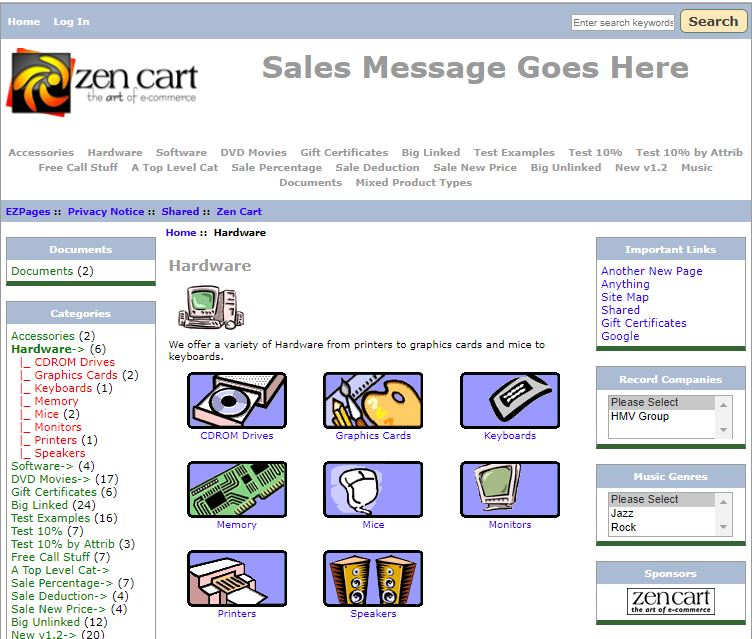 Home Log In Enter search keywords Search
zen cart
the art of e-commerce
Sales Message Goes Here
Accessories Hardware Software DVD Movies Gift Certificates Big Linked Test Examples Test 10% Test 10% by Attrib
Free Call Stuff A Top Level Cat Sale Percentage Sale Deduction Sale New Price Big Unlinked New v1.2 Music
Documents Mixed Product Types
EZPages :: Privacy Notice :: Shared :: Zen Cart
Documents
Documents (2)
Categories
Accessories (2)
Hardware-> (6)
|_ CDROM Drives
|_ Graphics Cards (2)
|_ Keyboards (1)
|_ Memory
|_ Mice (2)
|_ Monitors
|_ Printers (1)
|_ Speakers
Software-> (4)
DVD Movies-> (17)
Gift Certificates (6)
Big Linked (24)
Test Examples (16)
Test 10% (7)
Test 10% by Attrib (3)
Free Call Stuff (7)
A Top Level Cat->
Sale Percentage-> (7)
Sale Deduction-> (4)
Sale New Price-> (4)
Big Unlinked (12)
New v1.2-> (20)
Home :: Hardware
Hardware
We offer a variety of Hardware from printers to graphics cards and mice to
keyboards.
CDROM Drives Graphics Cards Keyboards
Memory Mice Monitors
Printers Speakers
Important Links
Another New Page
Anything
Site Map
Shared
Gift Certificates
Google
Record Companies
Please Select
HMV Group
Music Genres
Please Select
Jazz
Rock
Sponsors
zen cart
the art of e-commerce